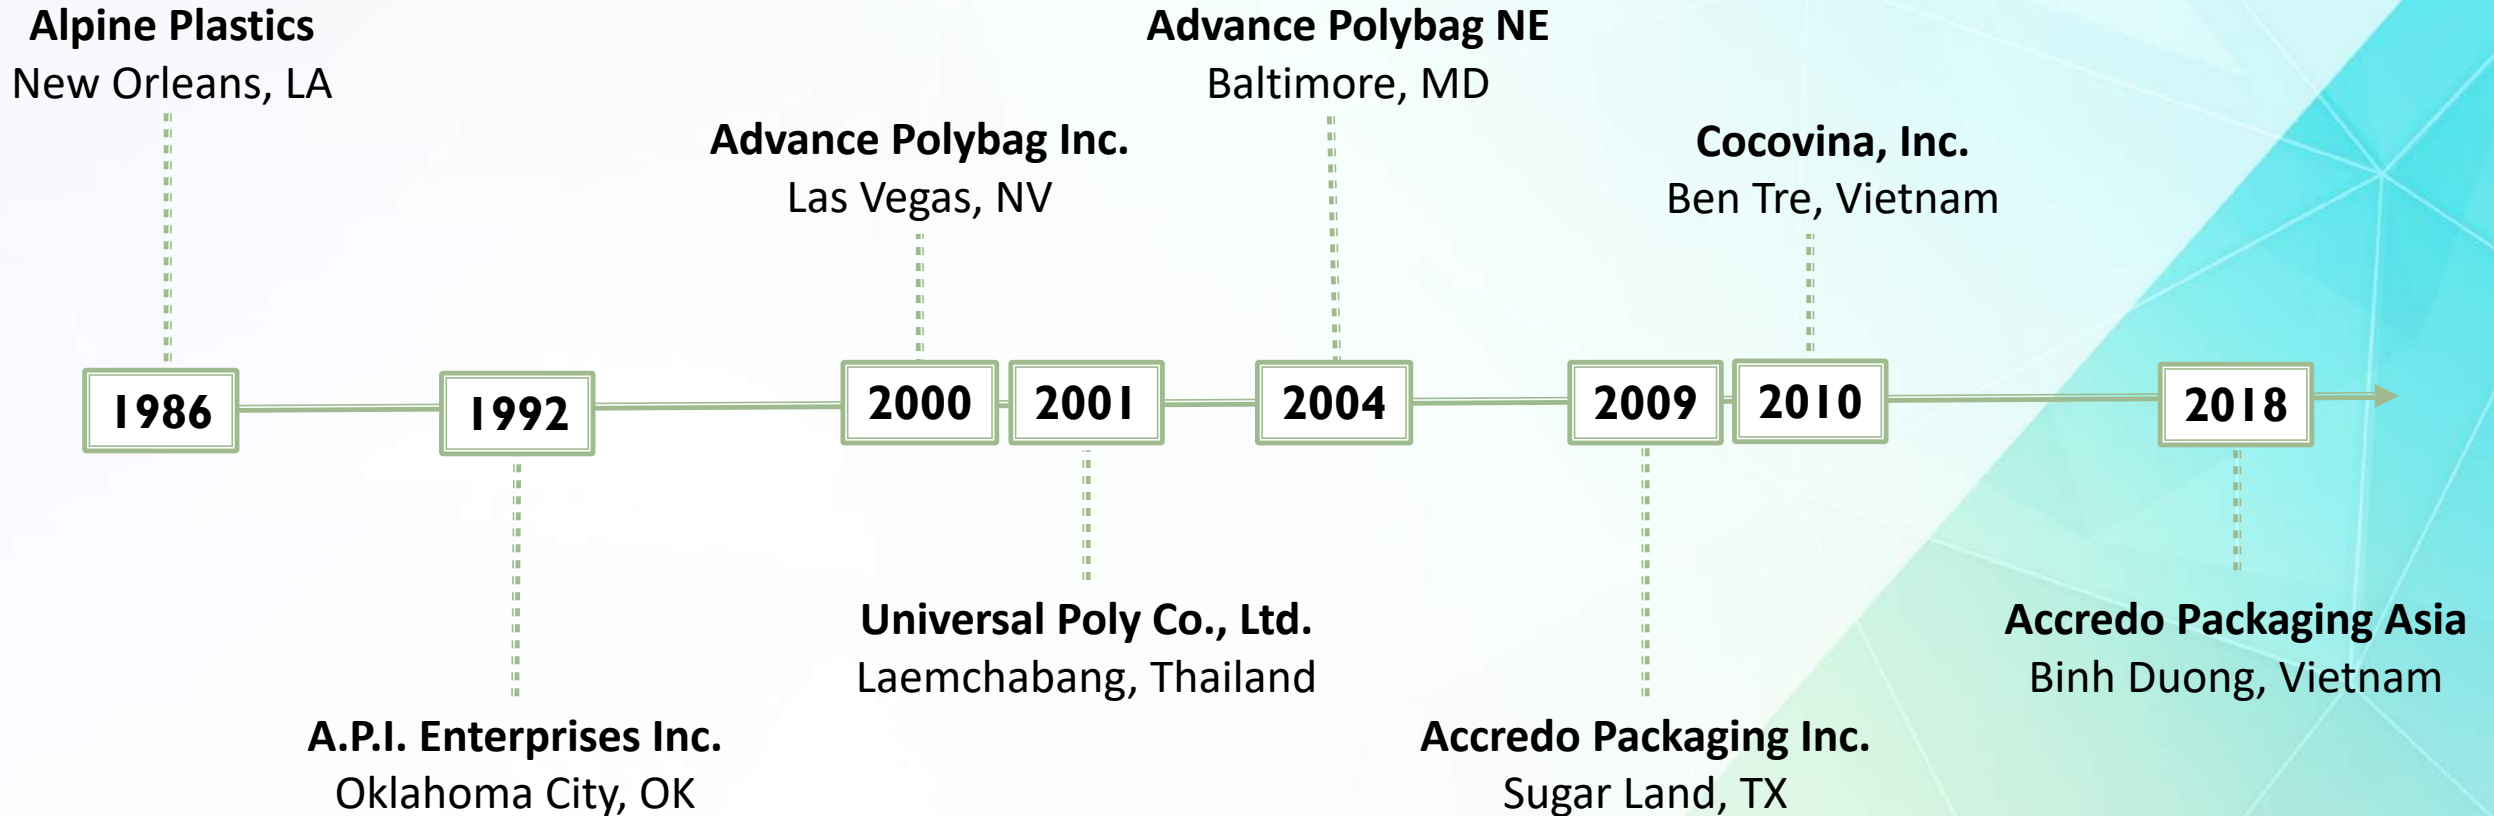 Alpine Plastics
New Orleans, LA
Advance Polybag NE
Baltimore, MD
Advance Polybag Inc.
Las Vegas, NV
Cocovina, Inc.
Ben Tre, Vietnam
1986
1992
2000
2001
2004
2009
2010
2018
Universal Poly Co., Ltd.
Laemchabang, Thailand
Accredo Packaging Asia
Binh Duong, Vietnam
A.P.I. Enterprises Inc.
Oklahoma City, OK
Accredo Packaging Inc.
Sugar Land, TX